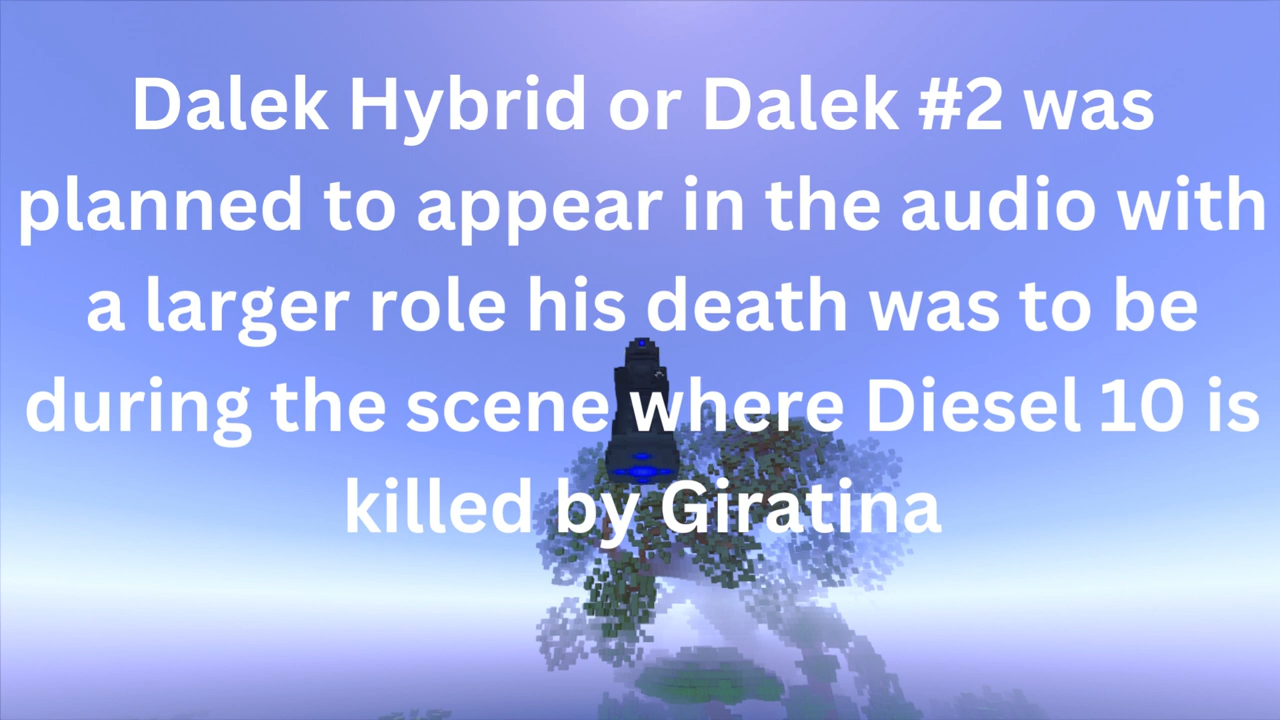 Dalek Hybrid or Dalek #2 was
planned to appear in the audio with
a larger role his death was to be
during the scene where Diesel 10 is
killed by Giratina